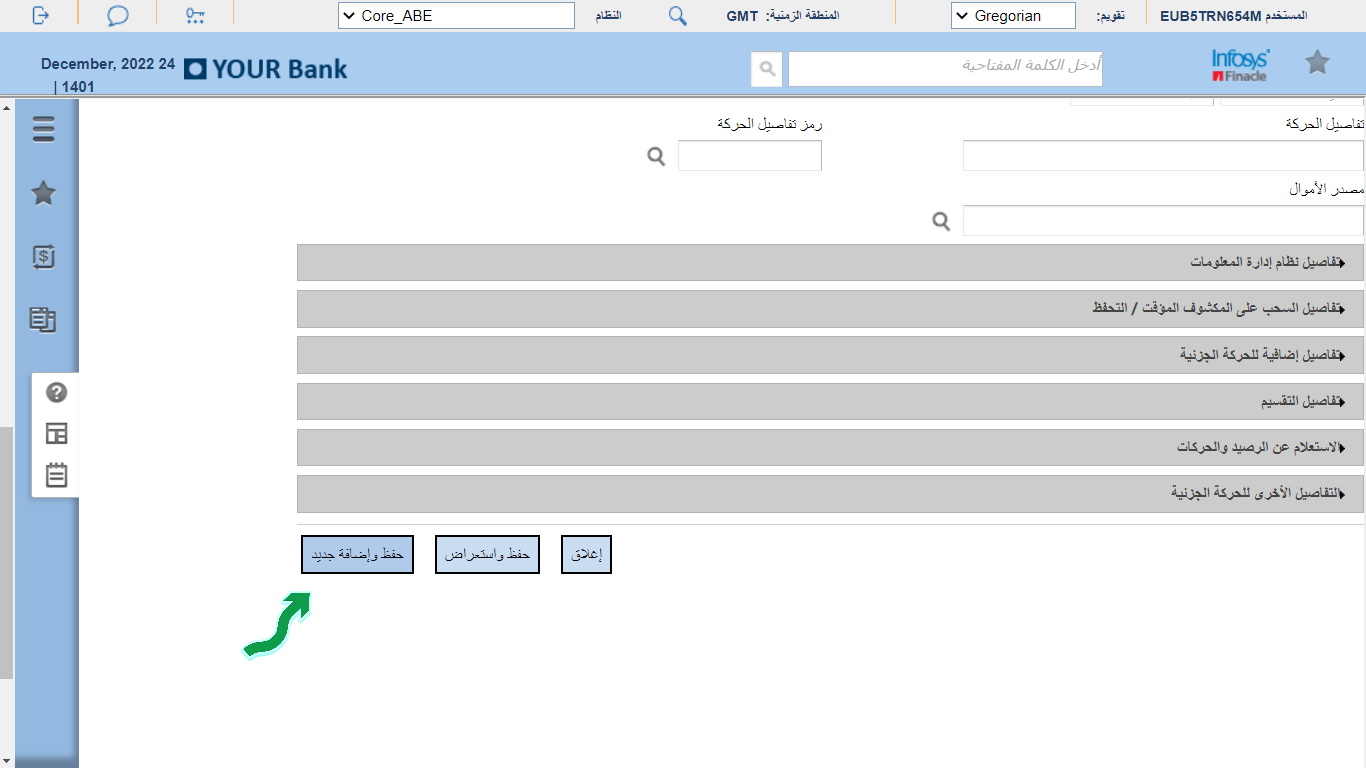 المستخدم EUB5TRN654M
تقويم:
Gregorian
المنطقة الزمنية: GMT
النظام
Core_ABE
Infosys
Finacle
أدخل الكلمة المفتاحية
YOUR Bank
December, 2022 24
| 1401
تفاصيل الحركة
رمز تفاصيل الحركة
مصدر الأموال
تفاصيل نظام إدارة المعلومات
تفاصيل السحب على المكشوف المؤقت / التحفظ
تفاصيل إضافية للحركة الجزئية
تفاصيل التقسيم
الاستعلام عن الرصيد والحركات
التفاصيل الأخرى للحركة الجزئية
إغلاق
حفظ واستعراض
حفظ وإضافة جديد